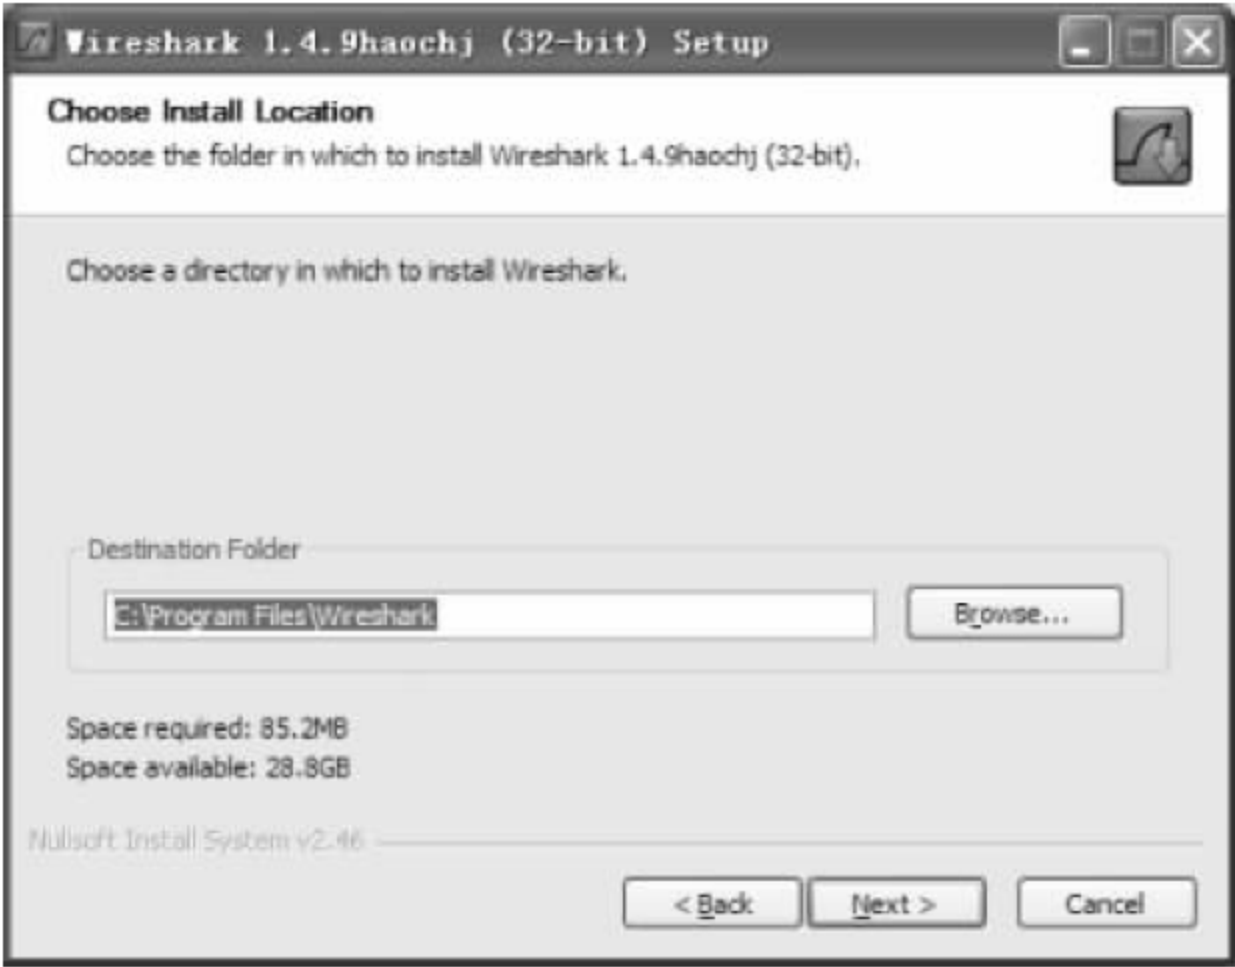 Wireshark 1.4.9haochj (32-bit) Setup
Choose Install Location
Choose the folder in which to install Wireshark 1.4.9haochj (32-bit).
Choose a directory in which to install Wireshark.
Destination Folder
C:\Program Files\Wireshark
Browse...
Space required: 85.2MB
Space available: 28.8GB
Nullsoft Install System v2.46
< Back
Next >
Cancel